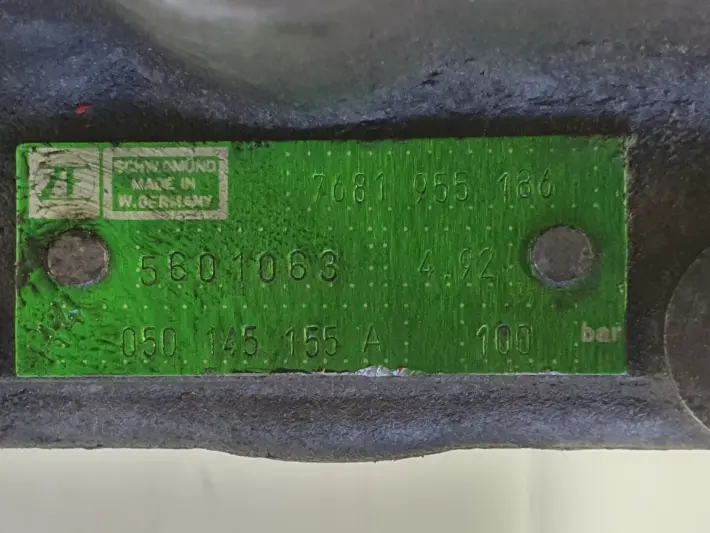 ZF
SCHW.GMÜND
MADE IN
W.GERMANY
7681 955 186
5601063
4.92
050 145 155 A
100 bar